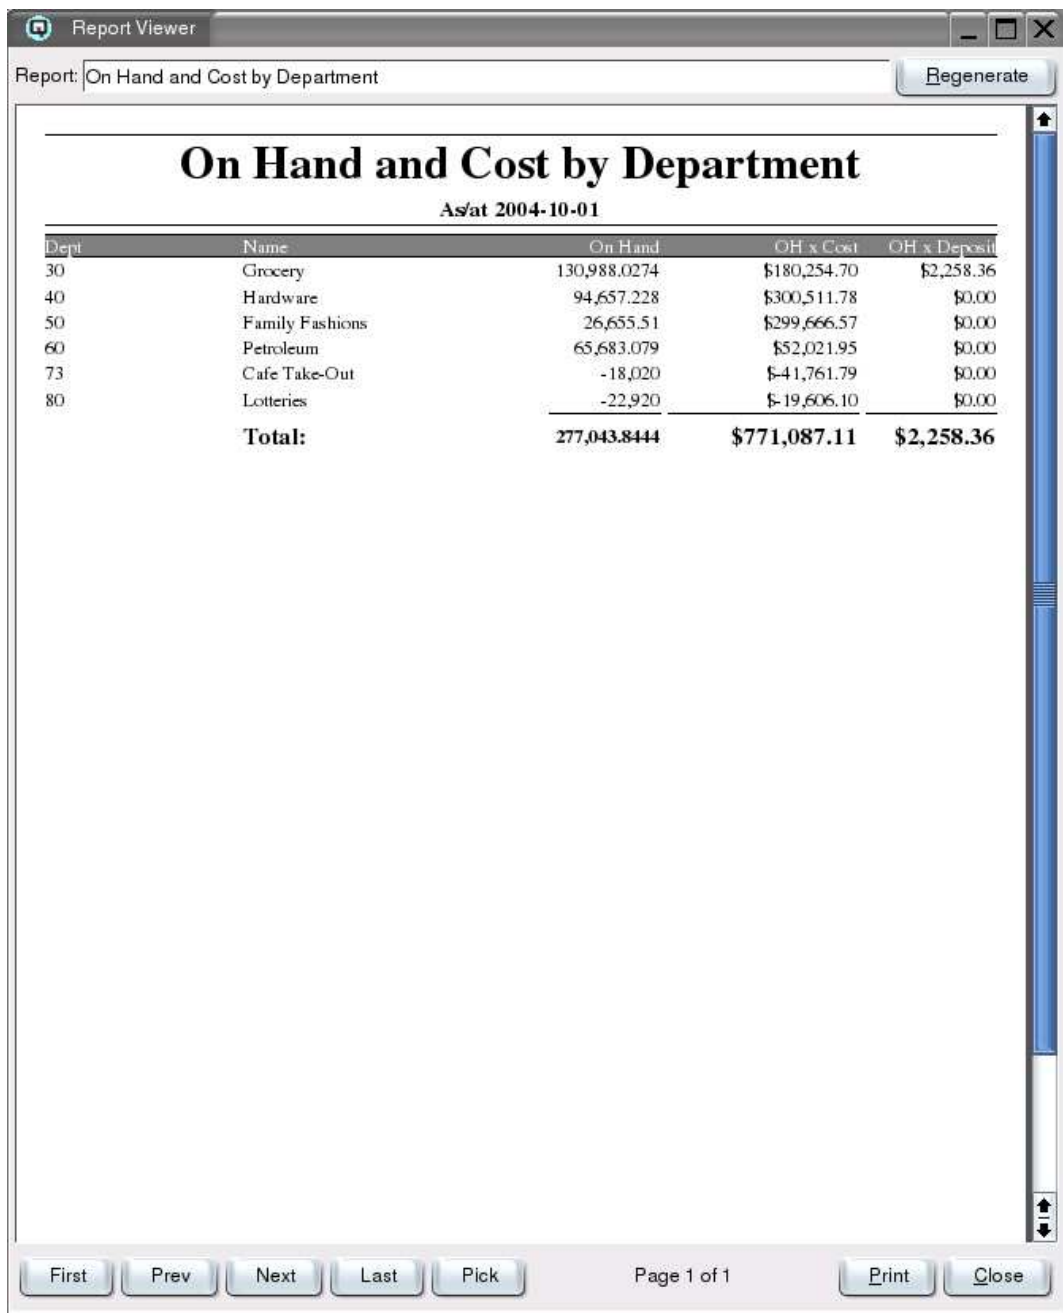 Report Viewer
Report: On Hand and Cost by Department Regenerate
On Hand and Cost by Department
As/at 2004-10-01
Dept Name On Hand OH x Cost OH x Deposit
30 Grocery 130,988.0274 $180,254.70 $2,258.36
40 Hardware 94,657.228 $300,511.78 $0.00
50 Family Fashions 26,655.51 $299,666.57 $0.00
60 Petroleum 65,683.079 $52,021.95 $0.00
73 Cafe Take-Out -18,020 $-41,761.79 $0.00
80 Lotteries -22,920 $-19,606.10 $0.00
Total: 277,043.8444 $771,087.11 $2,258.36
First Prev Next Last Pick Page 1 of 1 Print Close